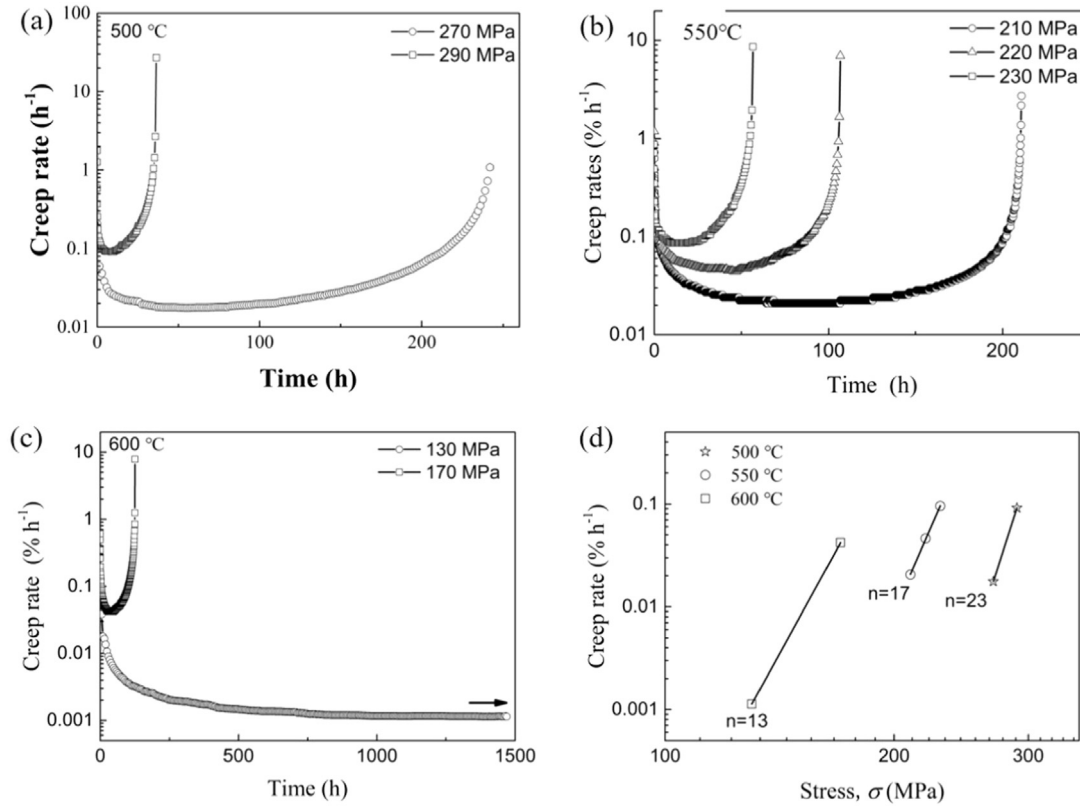 (a)
500 °C
270 MPa
290 MPa
100
10
1
0.1
0.01
Creep rate (h⁻¹)
0
100
200
Time (h)
(b)
550°C
210 MPa
220 MPa
230 MPa
10
1
0.1
0.01
Creep rates (% h⁻¹)
0
100
200
Time (h)
(c)
600 °C
130 MPa
170 MPa
10
1
0.1
0.01
0.001
Creep rate (% h⁻¹)
0
500
1000
1500
Time (h)
(d)
500 °C
550 °C
600 °C
0.1
0.01
0.001
Creep rate (% h⁻¹)
n=17
n=23
n=13
100
200
300
Stress, σ (MPa)